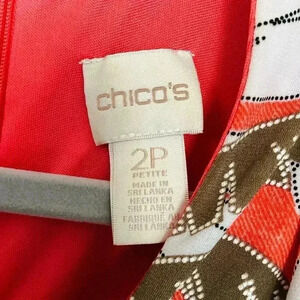 chico's
2P
PETITE
MADE IN
SRI LANKA
HECHO EN
SRI LANKA
FABRIQUÉ AU
SRI LANKA